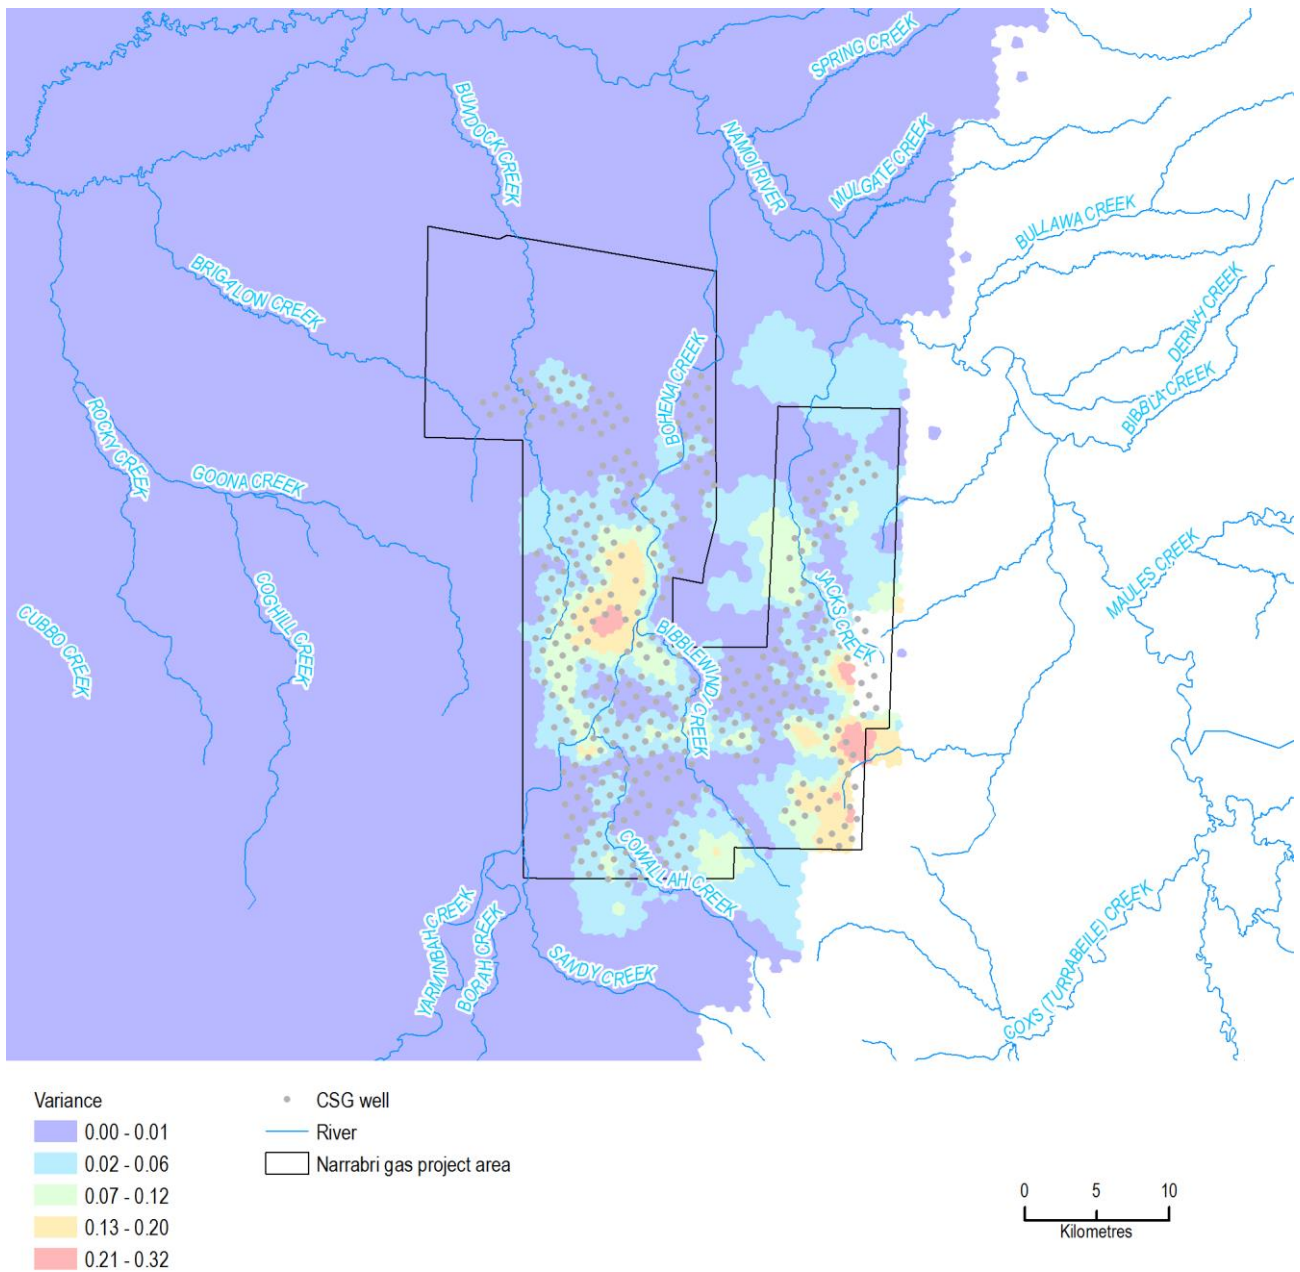 SPRING CREEK
BUNDOCK CREEK
NAMOI RIVER
MULGATE CREEK
BULLAWA CREEK
BRIGALOW CREEK
DERIAH CREEK
BIBBLA CREEK
BOHENA CREEK
ROCKY CREEK
GOONA CREEK
MAULES CREEK
JACKS CREEK
COGHILL CREEK
CUBBO CREEK
BIBBLEWINDI CREEK
COWALLAH CREEK
YARMINBAH CREEK
BORAH CREEK
SANDY CREEK
COXS (TURRABEILE) CREEK
Variance
0.00 - 0.01
0.02 - 0.06
0.07 - 0.12
0.13 - 0.20
0.21 - 0.32
CSG well
River
Narrabri gas project area
0 5 10
Kilometres